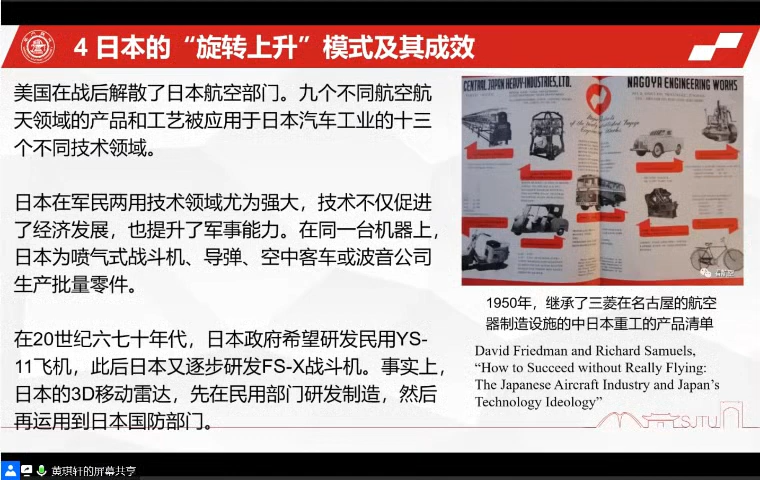 4 日本的“旋转上升”模式及其成效
美国在战后解散了日本航空部门。九个不同航空航
天领域的产品和工艺被应用于日本汽车工业的十三
个不同技术领域。
日本在军民两用技术领域尤为强大，技术不仅促进
了经济发展，也提升了军事能力。在同一台机器上，
日本为喷气式战斗机、导弹、空中客车或波音公司
生产批量零件。
在20世纪六七十年代，日本政府希望研发民用YS-
11飞机，此后日本又逐步研发FS-X战斗机。事实上，
日本的3D移动雷达，先在民用部门研发制造，然后
再运用到日本国防部门。
CENTRAL JAPAN HEAVY-INDUSTRIES, LTD.
NAGOYA ENGINEERING WORKS
1950年，继承了三菱在名古屋的航空
器制造设施的中日本重工的产品清单
David Friedman and Richard Samuels,
“How to Succeed without Really Flying:
The Japanese Aircraft Industry and Japan’s
Technology Ideology”
SJTU
黄琪轩的屏幕共享